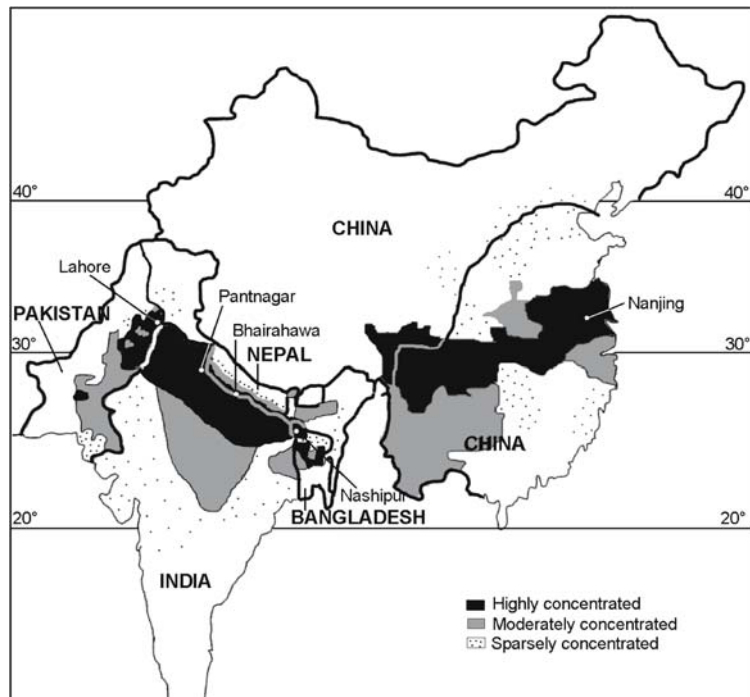 40°
40°
CHINA
Lahore
Pantnagar
PAKISTAN
Nanjing
Bhairahawa
30°
NEPAL
30°
CHINA
Nashipur
BANGLADESH
20°
20°
INDIA
Highly concentrated
Moderately concentrated
Sparsely concentrated